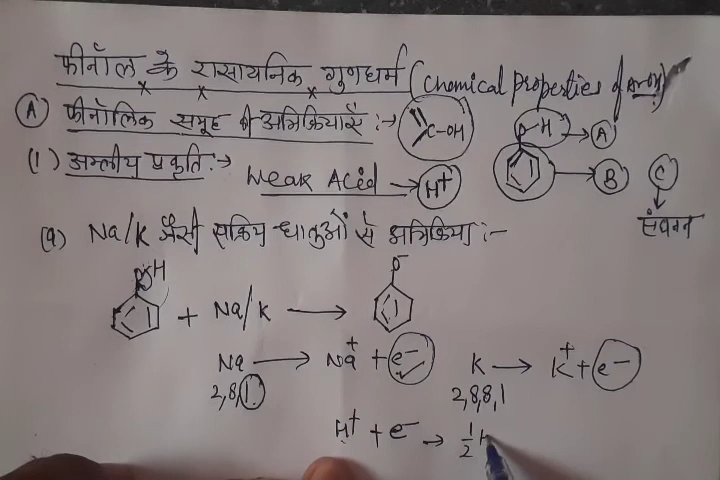 फीनॉल के रासायनिक गुणधर्म (Chemical properties of
(A) फीनॉलिक समूह की अभिक्रियाएँ :→ C-OH O-H → A
(1) अम्लीय प्रकृति :→ Weak Acid → H⁺ → B C
संघनन
(a) Na/K जैसी सक्रिय धातुओं से अभिक्रिया :-
OH + Na/K → O⁻
Na → Na⁺ + e⁻ K → K⁺ + e⁻
2,8,1 2,8,8,1
H⁺ + e⁻ → 1/2 H